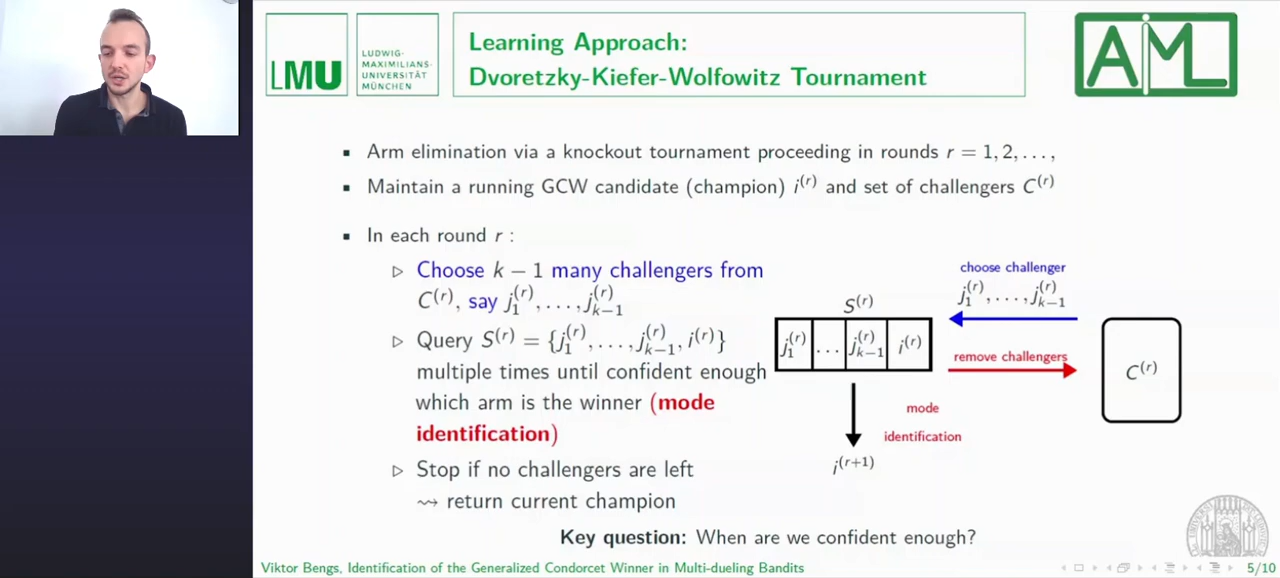 LMU
LUDWIG-
MAXIMILIANS-
UNIVERSITÄT
MÜNCHEN
Learning Approach:
Dvoretzky-Kiefer-Wolfowitz Tournament
AiML
▪ Arm elimination via a knockout tournament proceeding in rounds r = 1, 2, . . . ,
▪ Maintain a running GCW candidate (champion) i^(r) and set of challengers C^(r)
▪ In each round r :
▷ Choose k − 1 many challengers from
C^(r), say j_1^(r), . . . , j_{k−1}^(r)
▷ Query S^(r) = {j_1^(r), . . . , j_{k−1}^(r), i^(r)}
multiple times until confident enough
which arm is the winner (mode
identification)
▷ Stop if no challengers are left
⇝ return current champion
choose challenger
j_1^(r), . . . , j_{k−1}^(r)
S^(r)
j_1^(r) . . . j_{k−1}^(r) i^(r)
remove challengers
C^(r)
mode
identification
i^(r+1)
Key question: When are we confident enough?
Viktor Bengs, Identification of the Generalized Condorcet Winner in Multi-dueling Bandits
5/10